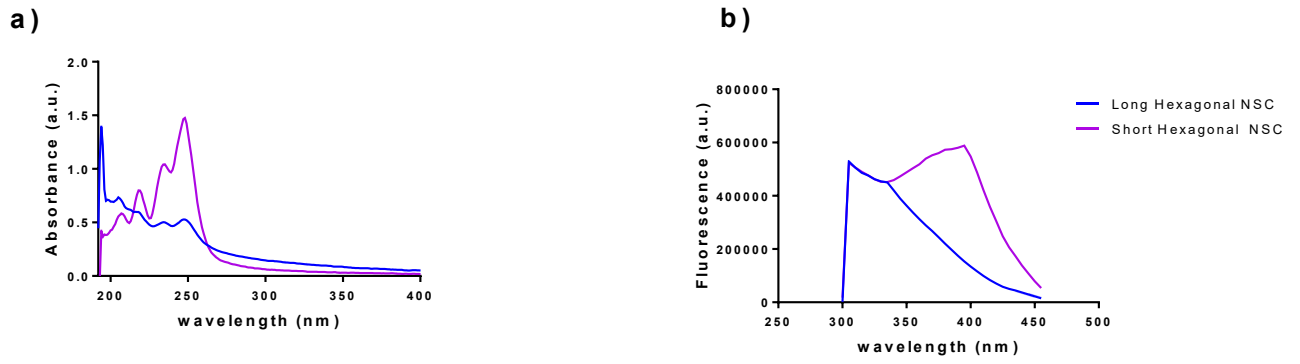 a)
b)
2.0
1.5
1.0
0.5
0.0
Absorbance (a.u.)
200 250 300 350 400
wavelength (nm)
800000
600000
400000
200000
0
Fluorescence (a.u.)
250 300 350 400 450 500
wavelength (nm)
Long Hexagonal NSC
Short Hexagonal NSC